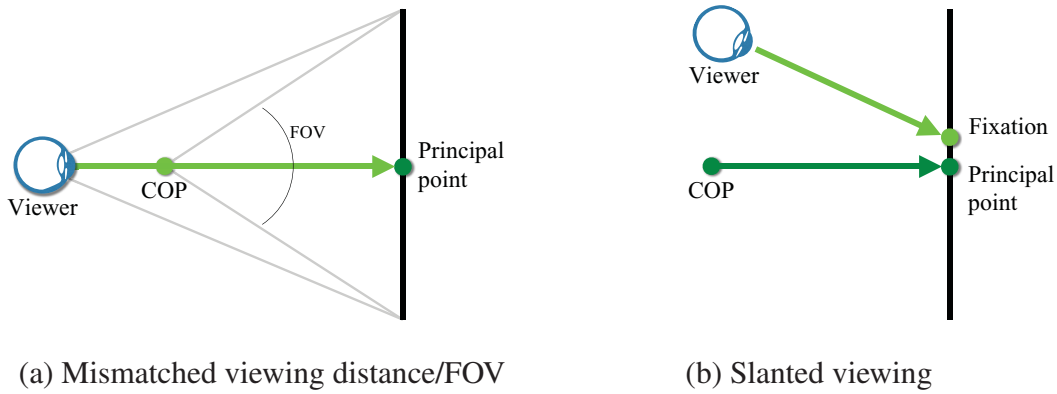 FOV
Principal
point
COP
Viewer
(a) Mismatched viewing distance/FOV
Viewer
Fixation
Principal
point
COP
(b) Slanted viewing